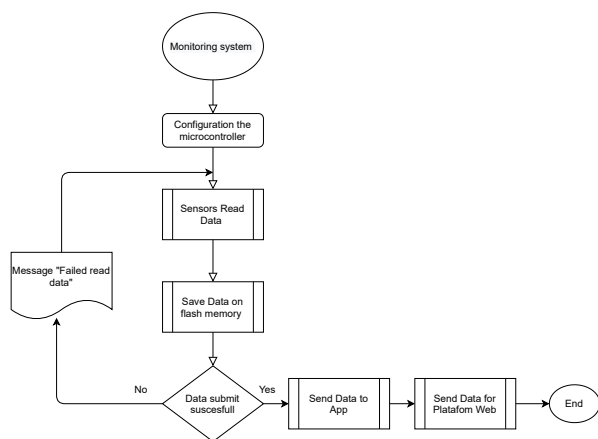 Monitoring system
Configuration the
microcontroller
Sensors Read
Data
Message "Failed read
data"
Save Data on
flash memory
No
Data submit
suscesfull
Yes
Send Data to
App
Send Data for
Platafom Web
End